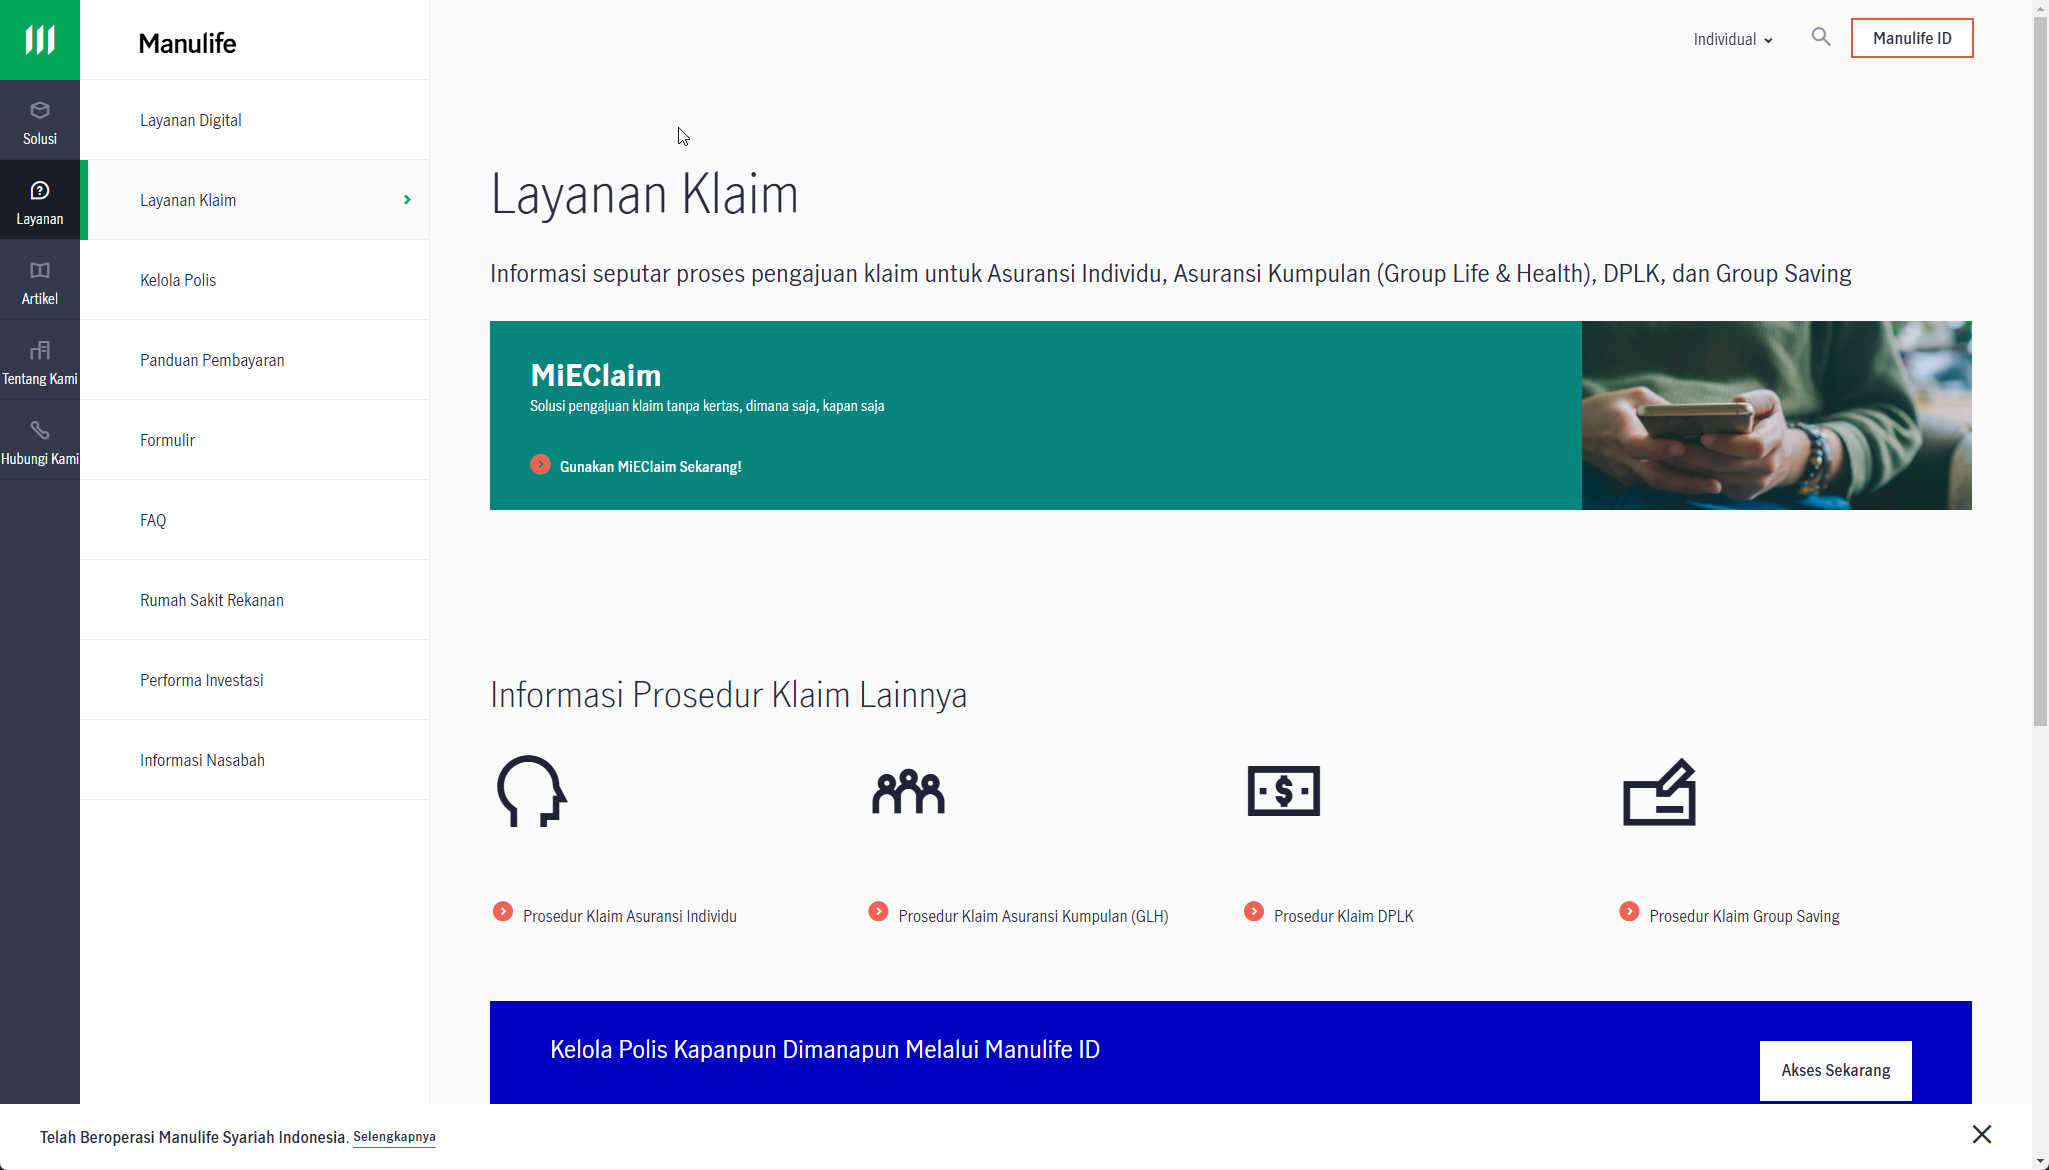 Manulife
Individual
Manulife ID
Solusi
Layanan
Artikel
Tentang Kami
Hubungi Kami
Layanan Digital
Layanan Klaim
Kelola Polis
Panduan Pembayaran
Formulir
FAQ
Rumah Sakit Rekanan
Performa Investasi
Informasi Nasabah
Layanan Klaim
Informasi seputar proses pengajuan klaim untuk Asuransi Individu, Asuransi Kumpulan (Group Life & Health), DPLK, dan Group Saving
MiEClaim
Solusi pengajuan klaim tanpa kertas, dimana saja, kapan saja
Gunakan MiEClaim Sekarang!
Informasi Prosedur Klaim Lainnya
Prosedur Klaim Asuransi Individu
Prosedur Klaim Asuransi Kumpulan (GLH)
Prosedur Klaim DPLK
Prosedur Klaim Group Saving
Kelola Polis Kapanpun Dimanapun Melalui Manulife ID
Akses Sekarang
Telah Beroperasi Manulife Syariah Indonesia. Selengkapnya